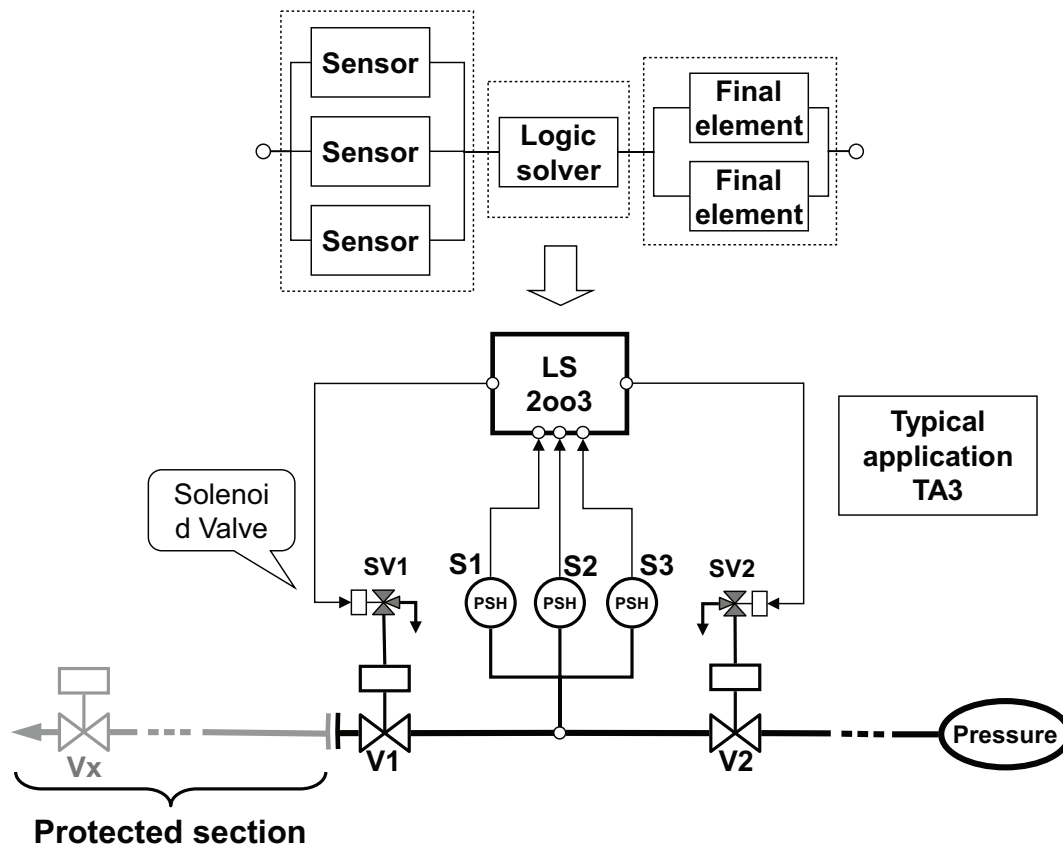 Sensor
Sensor
Sensor
Logic
solver
Final
element
Final
element
LS
2oo3
Typical
application
TA3
Solenoi
d Valve
SV1
S1
S2
S3
SV2
PSH
PSH
PSH
Vx
V1
V2
Pressure
Protected section